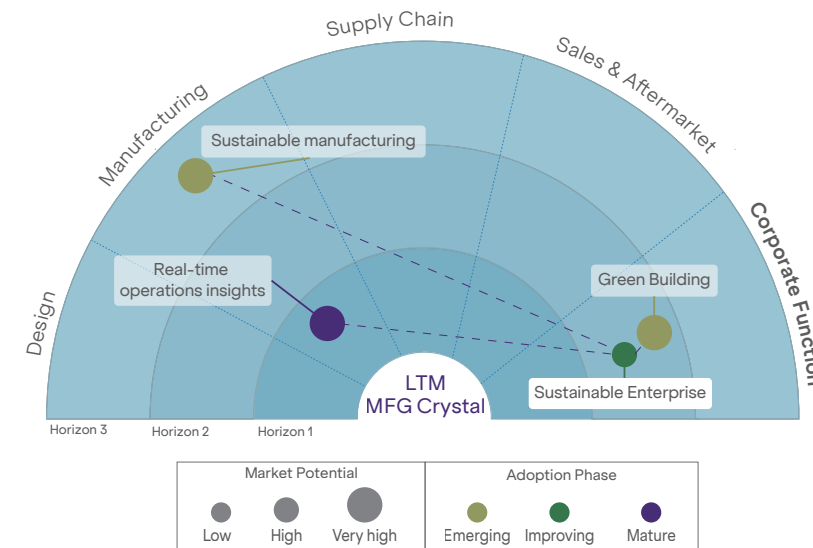 Supply Chain
Sales & Aftermarket
Manufacturing
Sustainable manufacturing
Corporate Function
Real-time
operations insights
Green Building
Design
LTM
MFG Crystal
Sustainable Enterprise
Horizon 3
Horizon 2
Horizon 1
Market Potential
Adoption Phase
Low
High
Very high
Emerging
Improving
Mature